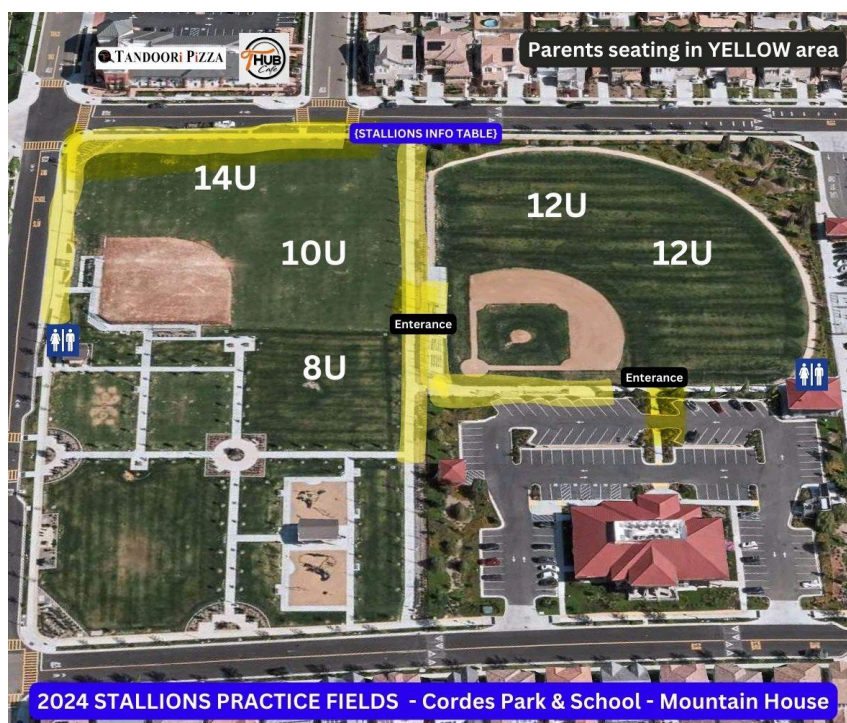 TANDOORi PiZZA
T HUB
Cafe
Parents seating in YELLOW area
{STALLIONS INFO TABLE}
14U
12U
10U
12U
Enterance
8U
Enterance
2024 STALLIONS PRACTICE FIELDS - Cordes Park & School - Mountain House